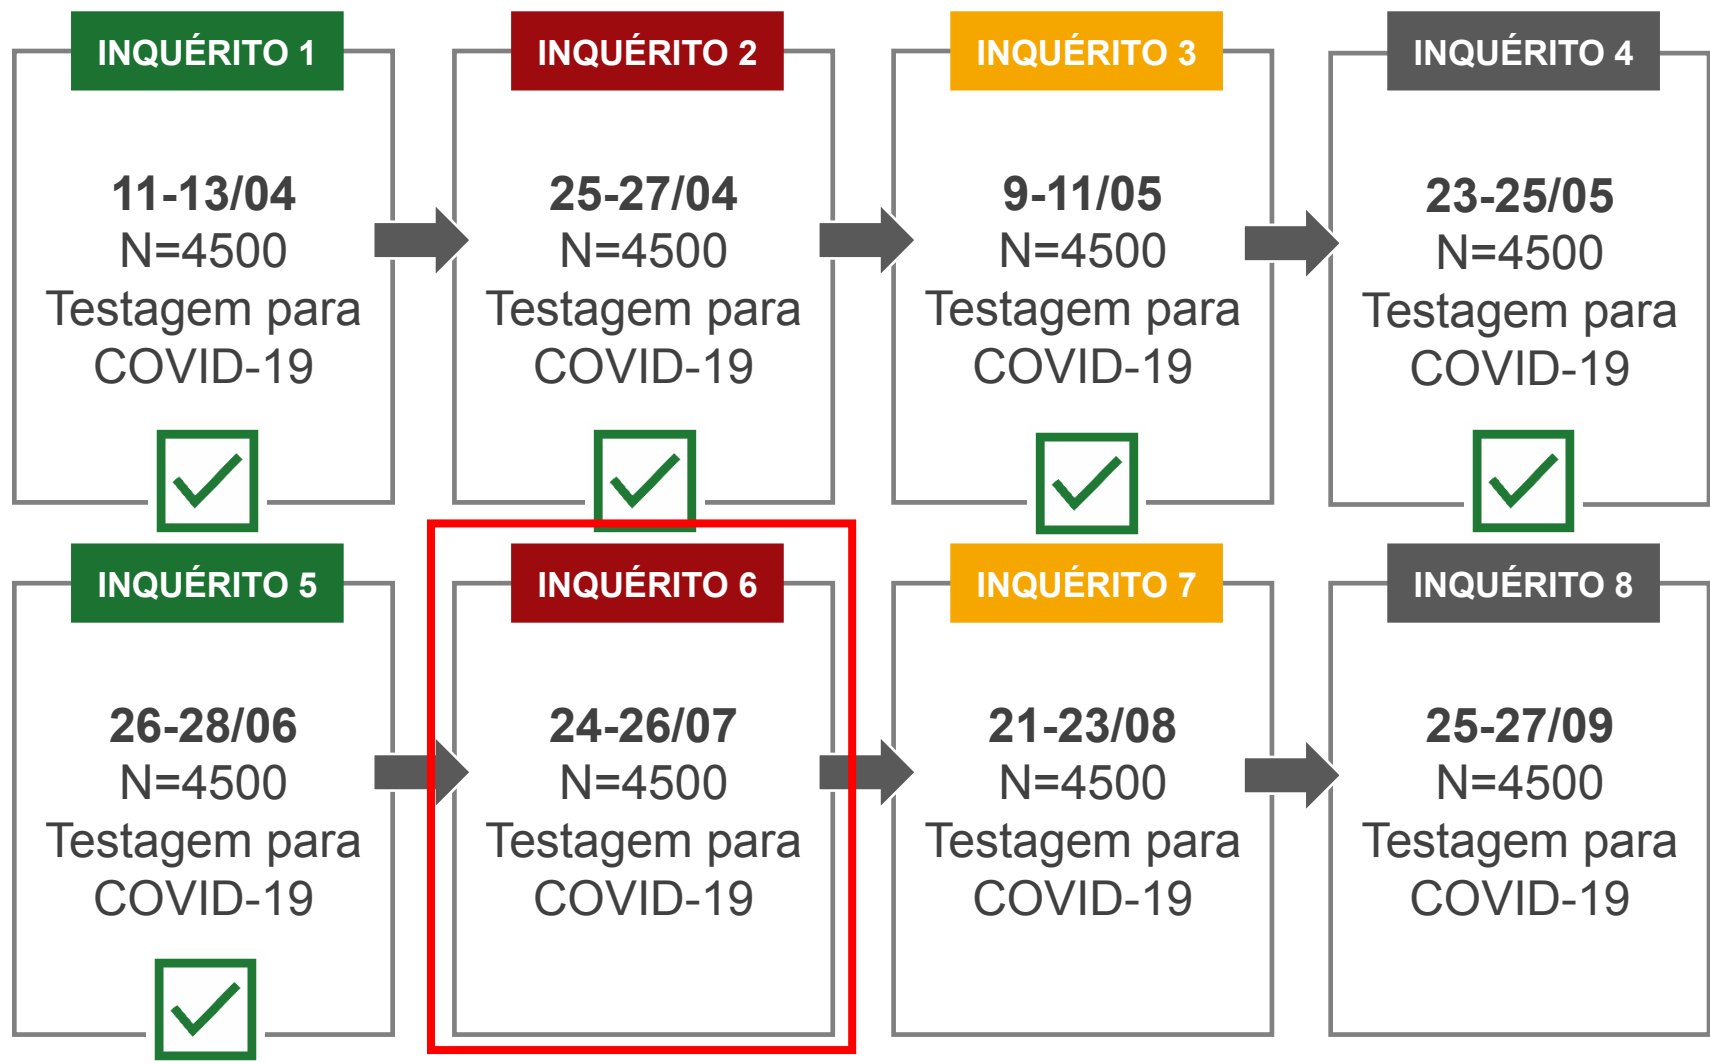 INQUÉRITO 1
11-13/04
N=4500
Testagem para
COVID-19
INQUÉRITO 2
25-27/04
N=4500
Testagem para
COVID-19
INQUÉRITO 3
9-11/05
N=4500
Testagem para
COVID-19
INQUÉRITO 4
23-25/05
N=4500
Testagem para
COVID-19
INQUÉRITO 5
26-28/06
N=4500
Testagem para
COVID-19
INQUÉRITO 6
24-26/07
N=4500
Testagem para
COVID-19
INQUÉRITO 7
21-23/08
N=4500
Testagem para
COVID-19
INQUÉRITO 8
25-27/09
N=4500
Testagem para
COVID-19